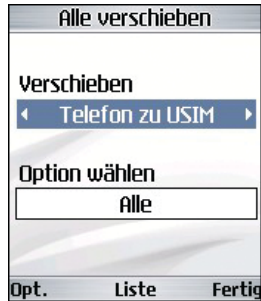 Alle verschieben
Verschieben
Telefon zu USIM
Option wählen
Alle
Opt. Liste Fertig